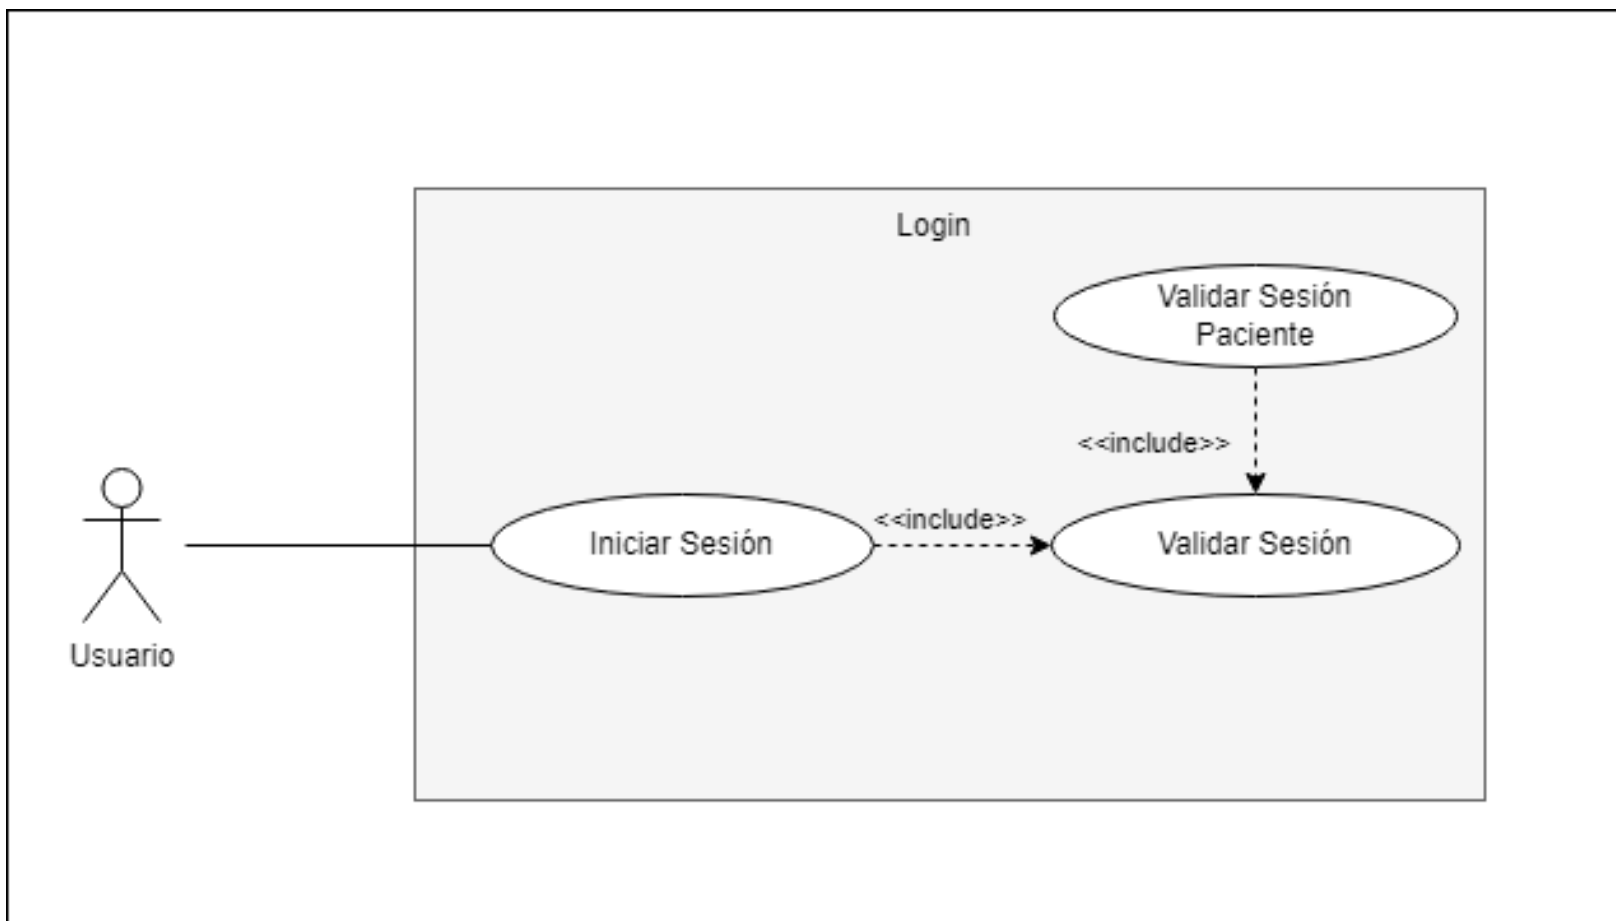 Login
Validar Sesión
Paciente
<<include>>
<<include>>
Iniciar Sesión
Validar Sesión
Usuario